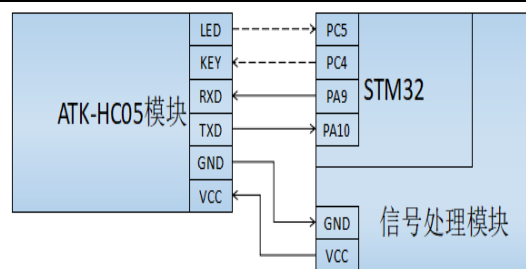 LED
KEY
RXD
TXD
GND
VCC
ATK-HC05模块
PC5
PC4
PA9
PA10
STM32
GND
VCC
信号处理模块